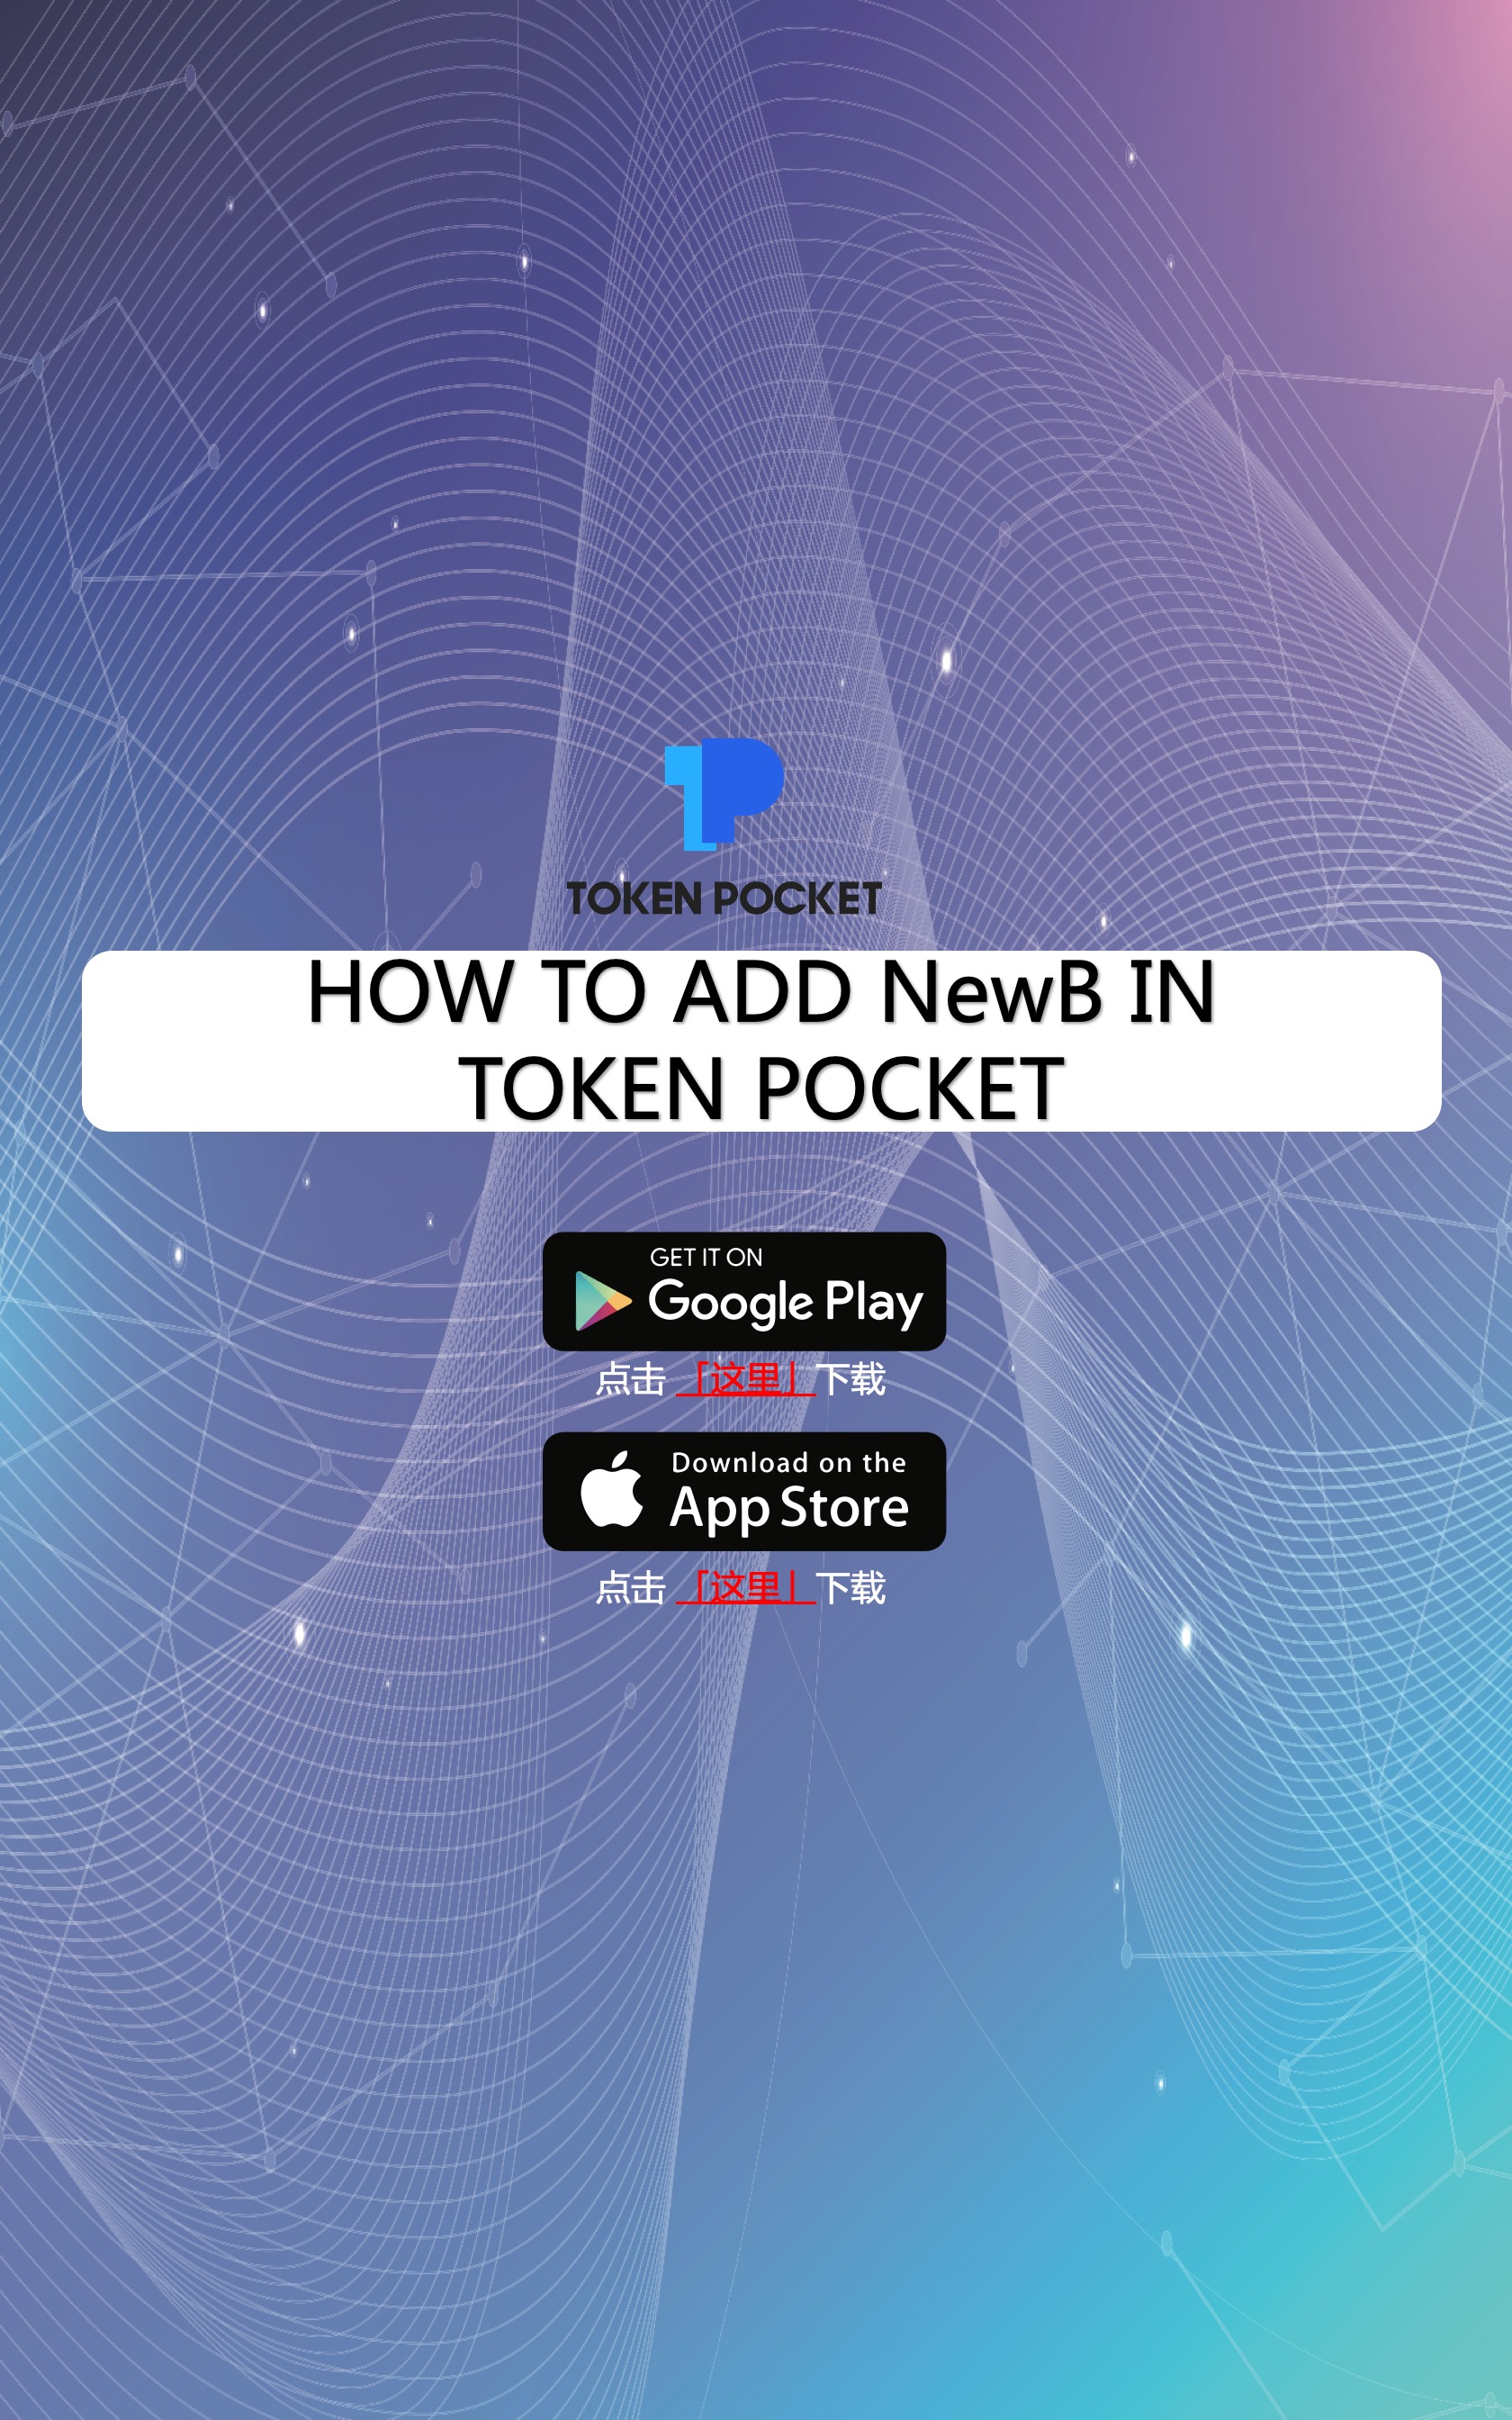 TOKEN POCKET
HOW TO ADD NewB IN
TOKEN POCKET
GET IT ON
Google Play
点击 「这里」下载
Download on the
App Store
点击 「这里」下载